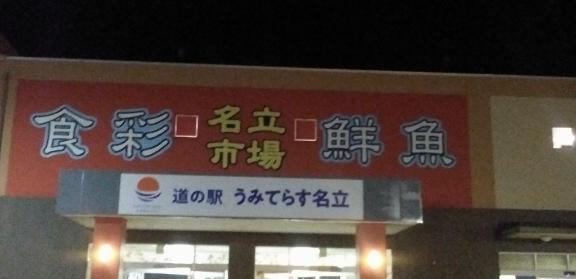 食彩 名立市場 鮮魚
道の駅 うみてらす名立